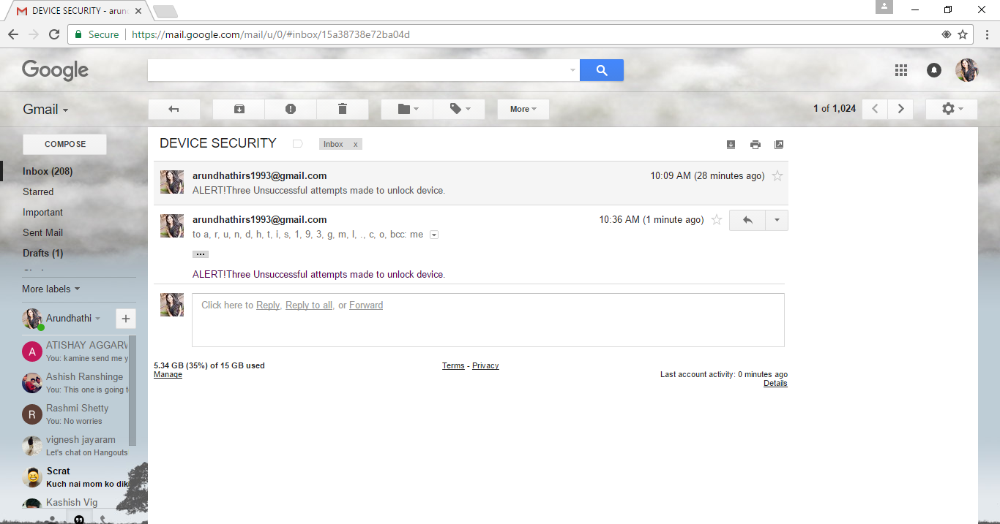 DEVICE SECURITY - arun
Secure
https://mail.google.com/mail/u/0/#inbox/15a38738e72ba04d
Google
Gmail
More
1 of 1,024
COMPOSE
Inbox (208)
Starred
Important
Sent Mail
Drafts (1)
More labels
Arundhathi
A
ATISHAY AGGARW
You: kamine send me y
Ashish Ranshinge
You: This one is going t
R
Rashmi Shetty
You: No worries
vignesh jayaram
Let's chat on Hangouts
Scrat
Kuch nai mom ko dik
Kashish Vig
DEVICE SECURITY
Inbox x
arundhathirs1993@gmail.com
10:09 AM (28 minutes ago)
ALERT!Three Unsuccessful attempts made to unlock device.
arundhathirs1993@gmail.com
10:36 AM (1 minute ago)
to a, r, u, n, d, h, t, i, s, 1, 9, 3, g, m, l, ., c, o, bcc: me
ALERT!Three Unsuccessful attempts made to unlock device.
Click here to Reply, Reply to all, or Forward
5.34 GB (35%) of 15 GB used
Manage
Terms - Privacy
Last account activity: 0 minutes ago
Details